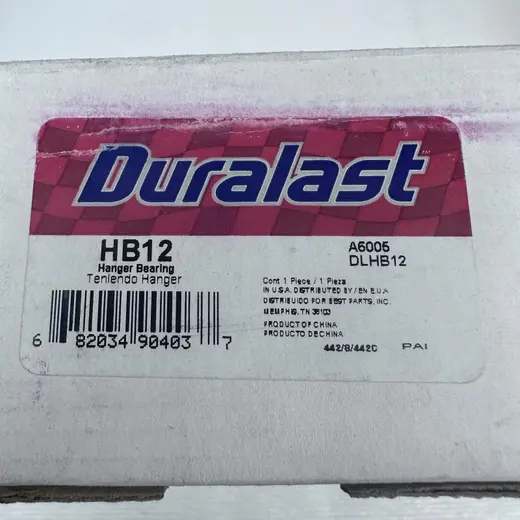 Duralast
HB12
Hanger Bearing
Teniendo Hanger
A6005
DLHB12
Cont 1 Piece / 1 Pieza
IN U.S.A. DISTRIBUTED BY / EN E.U.A
DISTRIBUIDO POR BEST PARTS, INC.
MEMPHIS, TN 38103
PRODUCT OF CHINA
PRODUCTO DE CHINA
442/8/442C PAI
6 82034 90403 7